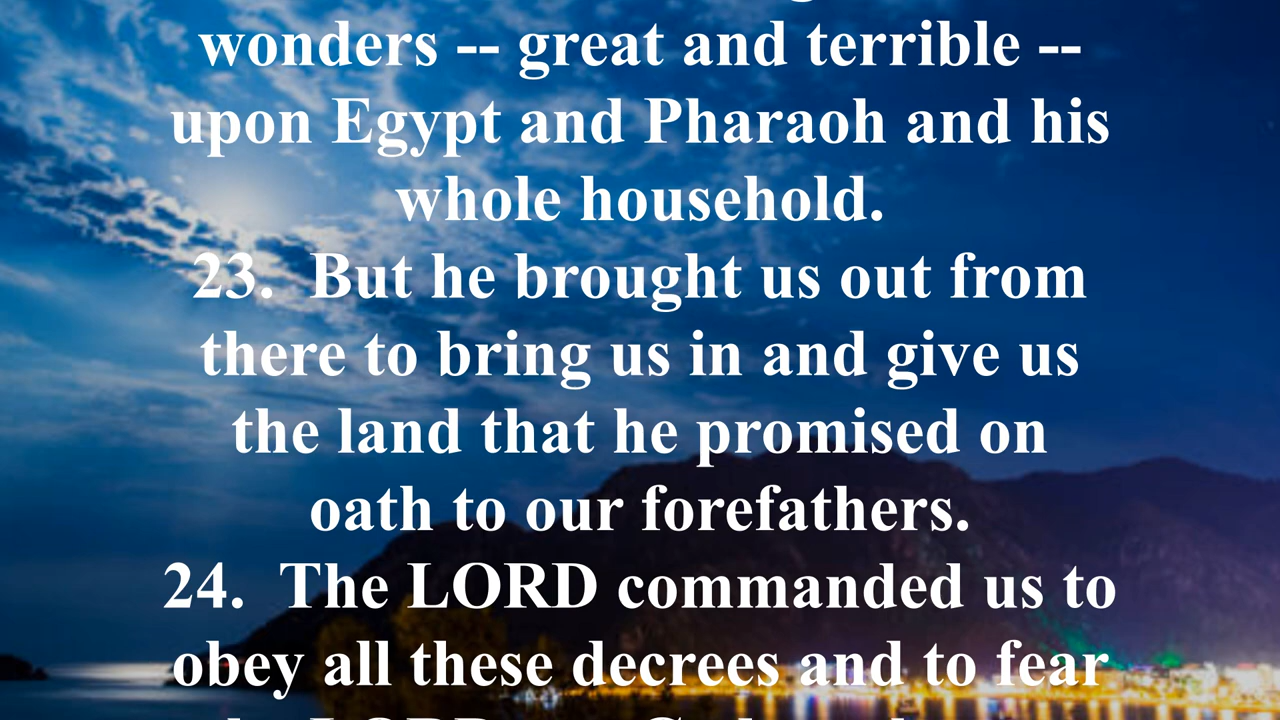 wonders -- great and terrible --
upon Egypt and Pharaoh and his
whole household.
23.  But he brought us out from
there to bring us in and give us
the land that he promised on
oath to our forefathers.
24.  The LORD commanded us to
obey all these decrees and to fear